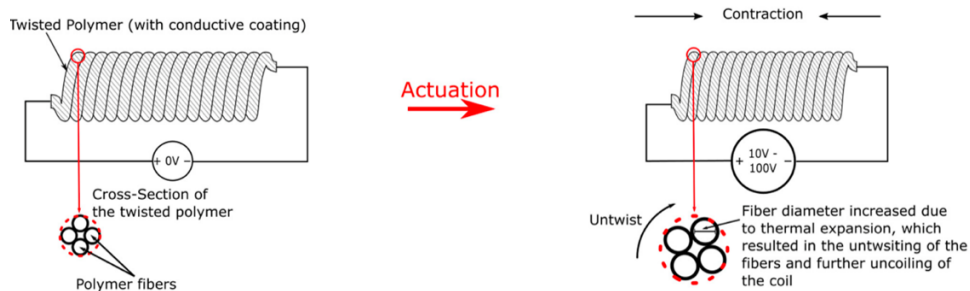 Twisted Polymer (with conductive coating)
+ 0V −
Cross-Section of
the twisted polymer
Polymer fibers
Actuation
Contraction
+ 10V - −
100V
Untwist
Fiber diameter increased due
to thermal expansion, which
resulted in the untwsiting of the
fibers and further uncoiling of
the coil